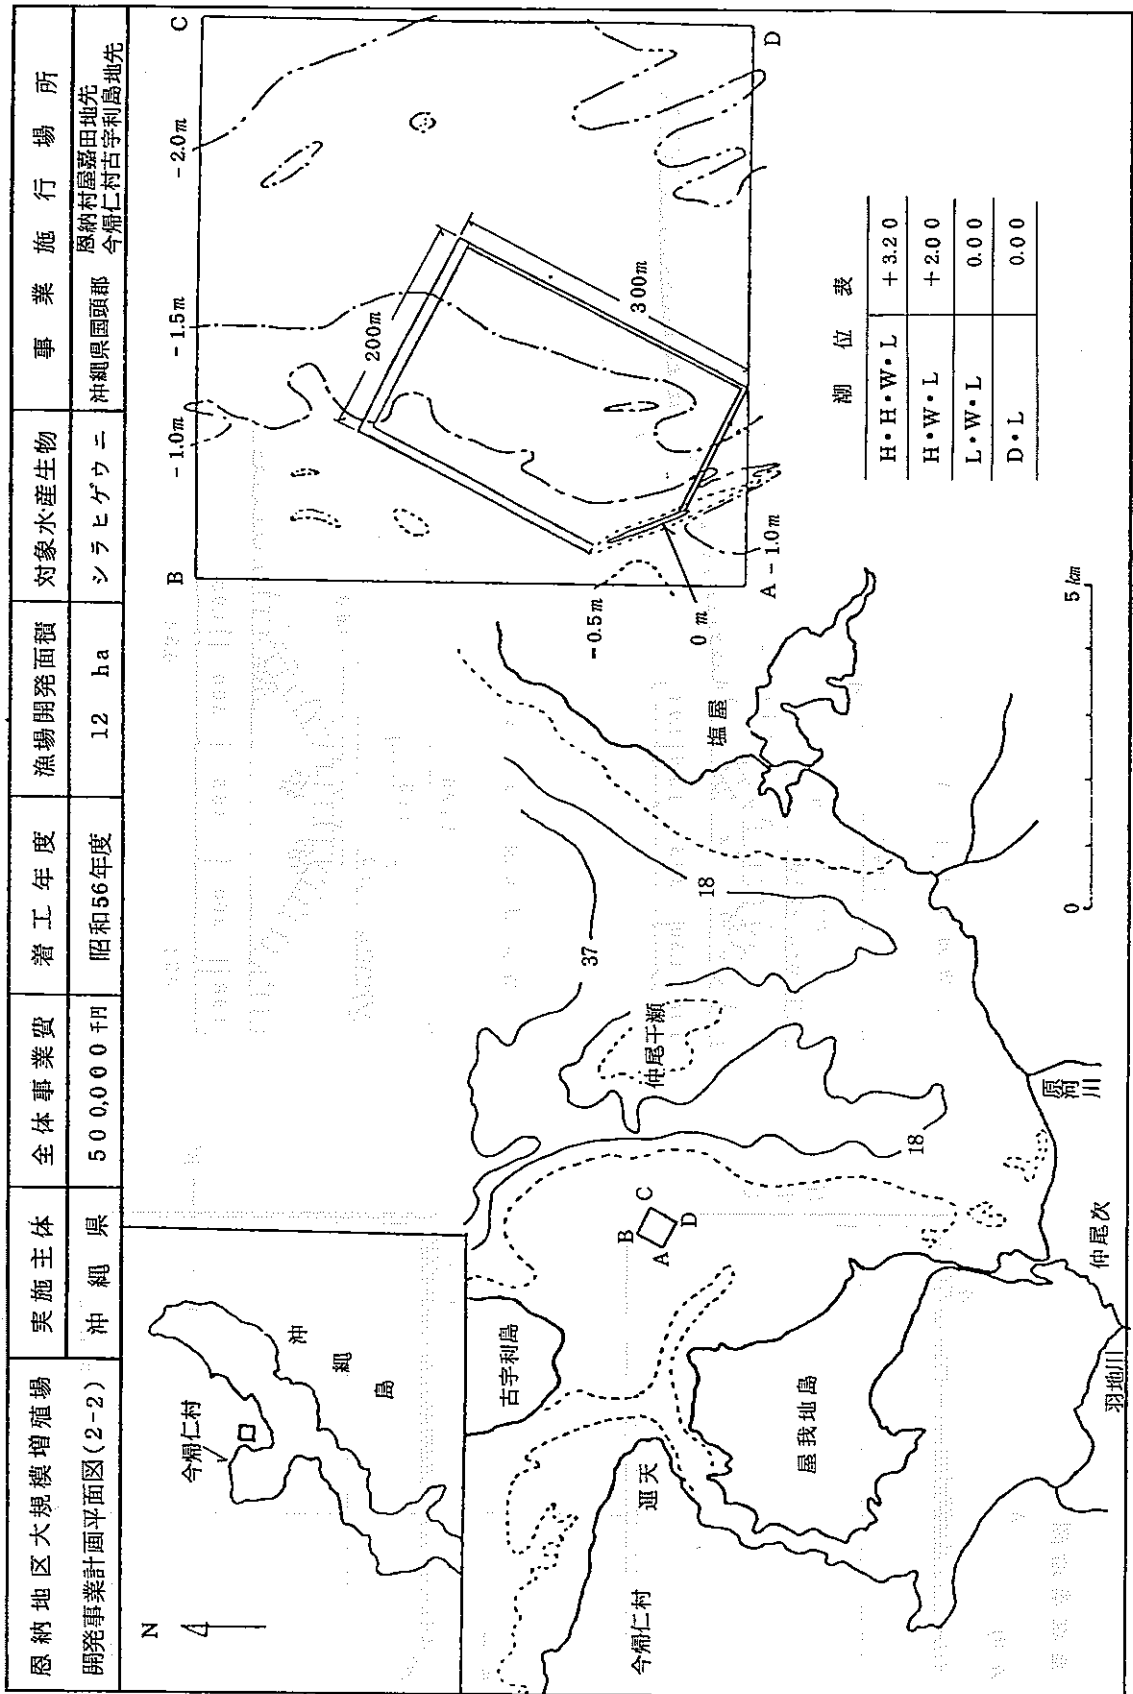 恩納地区大規模増殖場
開発事業計画平面図(2-2)
実施主体
沖縄県
全体事業費
500,000千円
着工年度
昭和56年度
漁場開発面積
12 ha
対象水産生物
シラヒゲウニ
事業施行場所
沖縄県国頭郡
恩納村屋嘉田地先
今帰仁村古宇利島地先
N
今帰仁村
沖縄島
古宇利島
B
C
A
D
仲尾干瀬
37
18
18
塩屋
運天
今帰仁村
屋我地島
源河川
仲尾次
羽地川
0
5km
B
C
-1.0m
-1.5m
-2.0m
200m
300m
-0.5m
0m
A
-1.0m
D
潮位表
H・H・W・L +3.20
H・W・L +2.00
L・W・L 0.00
D・L 0.00